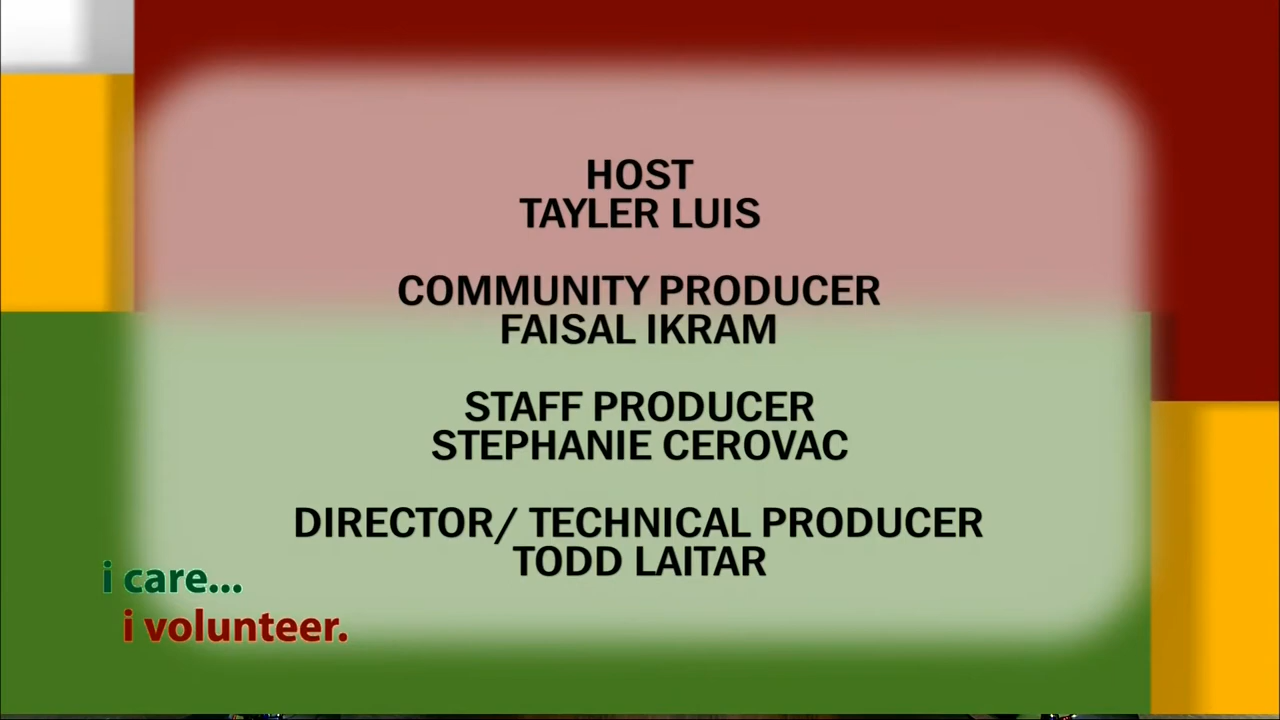 HOST
TAYLER LUIS
COMMUNITY PRODUCER
FAISAL IKRAM
STAFF PRODUCER
STEPHANIE CEROVAC
DIRECTOR/ TECHNICAL PRODUCER
TODD LAITAR
i care...
i volunteer.